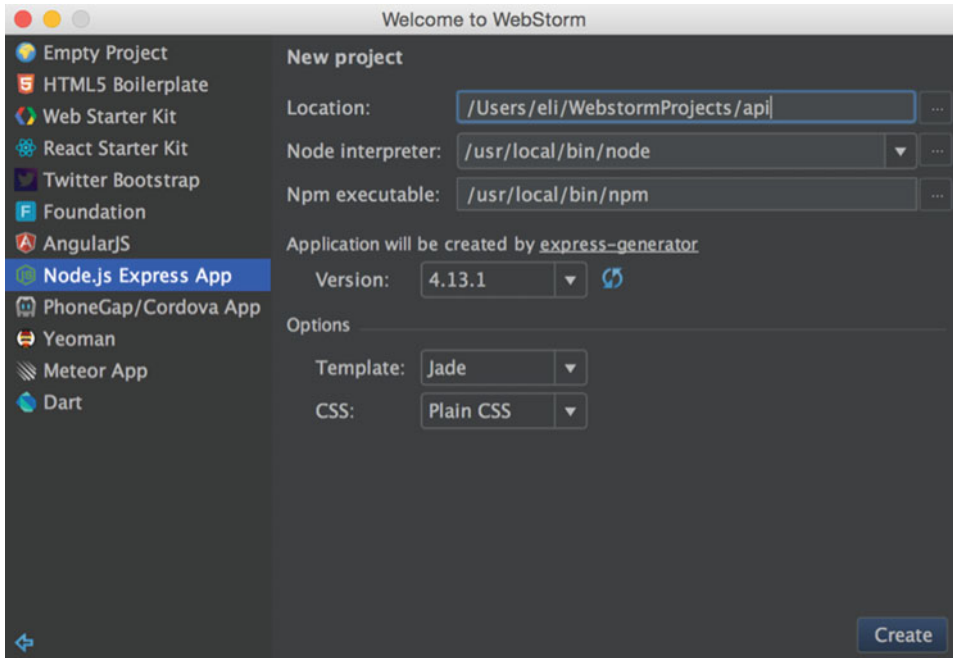 Welcome to WebStorm
Empty Project
HTML5 Boilerplate
Web Starter Kit
React Starter Kit
Twitter Bootstrap
Foundation
AngularJS
Node.js Express App
PhoneGap/Cordova App
Yeoman
Meteor App
Dart
New project
Location: /Users/eli/WebstormProjects/api ...
Node interpreter: /usr/local/bin/node ...
Npm executable: /usr/local/bin/npm ...
Application will be created by express-generator
Version: 4.13.1
Options
Template: Jade
CSS: Plain CSS
Create